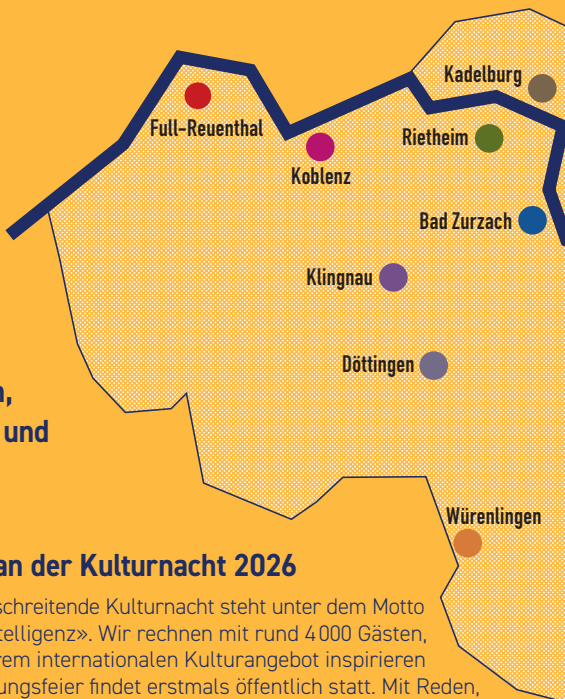 Kadelburg
Full-Reuenthal
Rietheim
Koblenz
Bad Zurzach
Klingnau
Döttingen
und
Würenlingen
an der Kulturnacht 2026
schreitende Kulturnacht steht unter dem Motto
telligenz». Wir rechnen mit rund 4000 Gästen,
rem internationalen Kulturangebot inspirieren
ungsfeier findet erstmals öffentlich statt. Mit Reden,